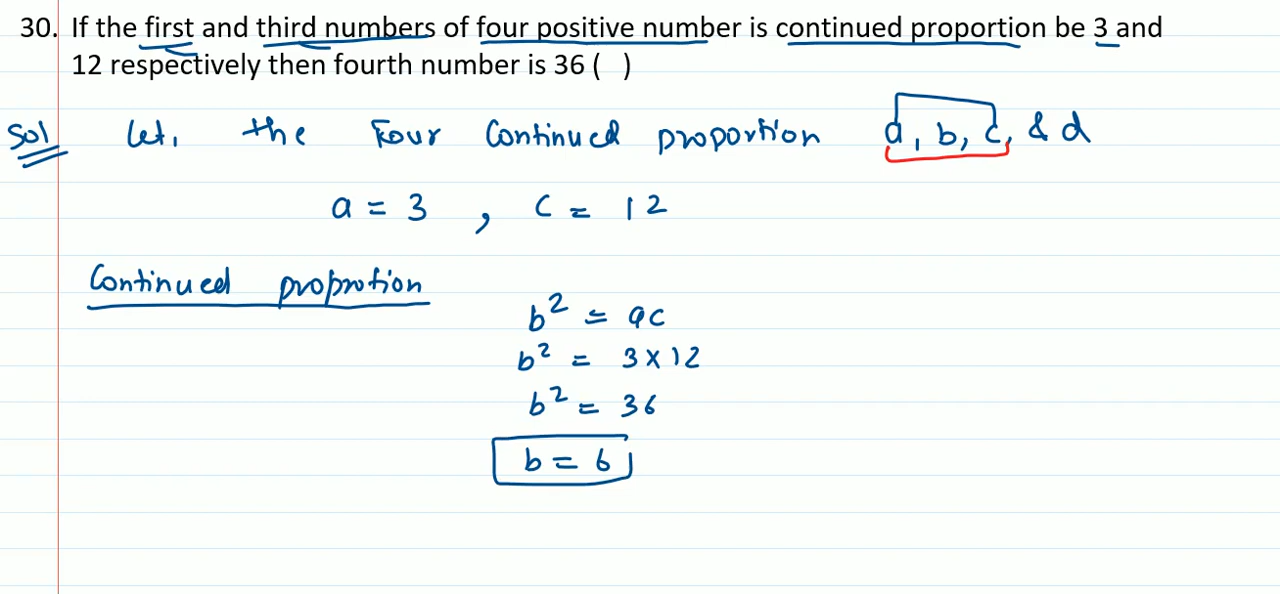 30. If the first and third numbers of four positive number is continued proportion be 3 and
12 respectively then fourth number is 36 ( )
Sol Let, the Four Continued proportion a, b, c, & d
a = 3 , c = 12
Continued proprotion
b² = ac
b² = 3 × 12
b² = 36
b = 6